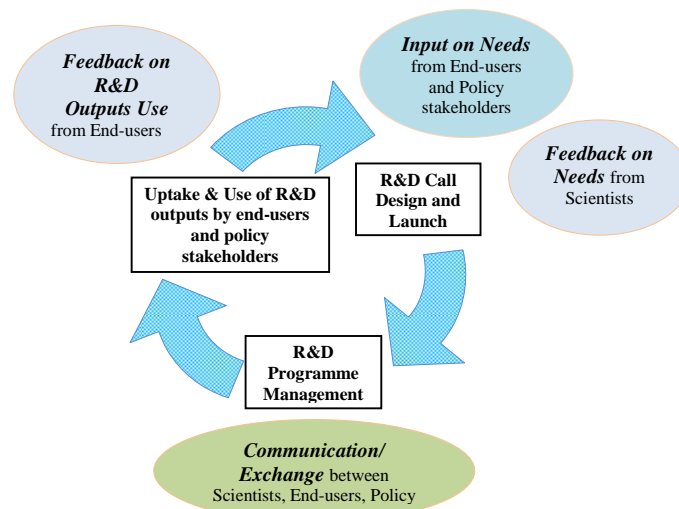 Feedback on
R&D
Outputs Use
from End-users
Input on Needs
from End-users
and Policy
stakeholders
Feedback on
Needs from
Scientists
Uptake & Use of R&D
outputs by end-users
and policy
stakeholders
R&D Call
Design and
Launch
R&D
Programme
Management
Communication/
Exchange between
Scientists, End-users, Policy